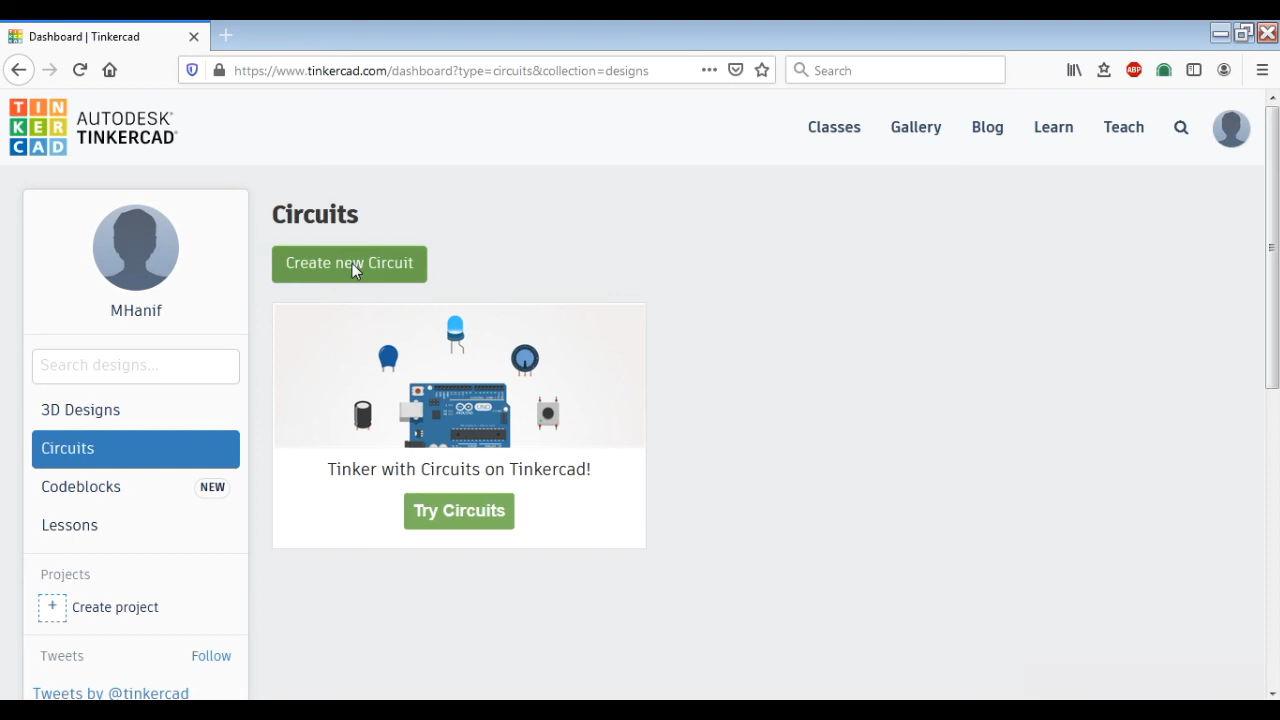 Dashboard | Tinkercad
https://www.tinkercad.com/dashboard?type=circuits&collection=designs
Search
ABP
TIN
KER
CAD
AUTODESK®
TINKERCAD®
Classes
Gallery
Blog
Learn
Teach
MHanif
Search designs...
3D Designs
Circuits
Codeblocks NEW
Lessons
Projects
+ Create project
Tweets Follow
Tweets by @tinkercad
Circuits
Create new Circuit
UNO
Tinker with Circuits on Tinkercad!
Try Circuits